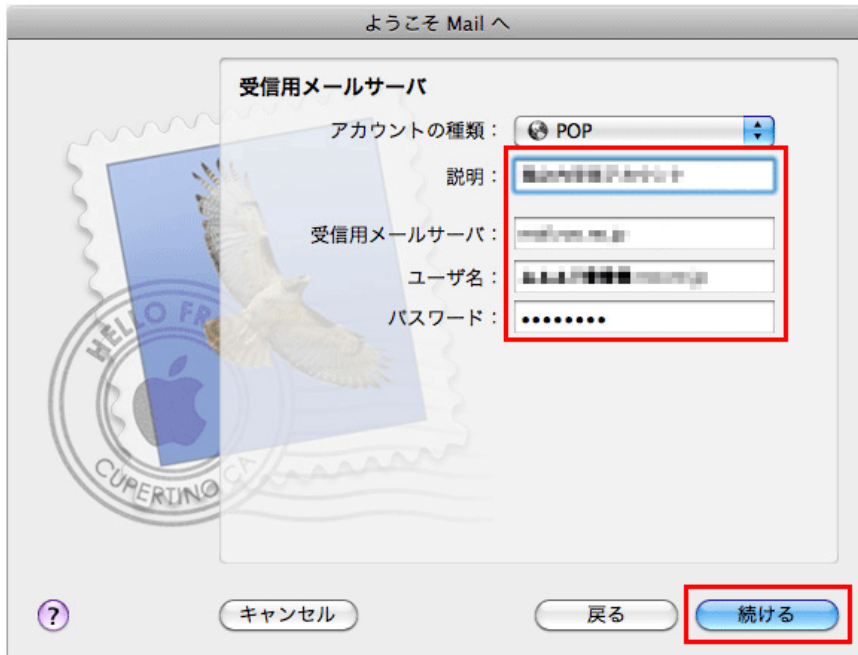 ようこそ Mail へ
受信用メールサーバ
アカウントの種類： POP
説明：
受信用メールサーバ：
ユーザ名：
パスワード： ••••••••
HELLO FR
CUPERTINO CA
? キャンセル 戻る 続ける